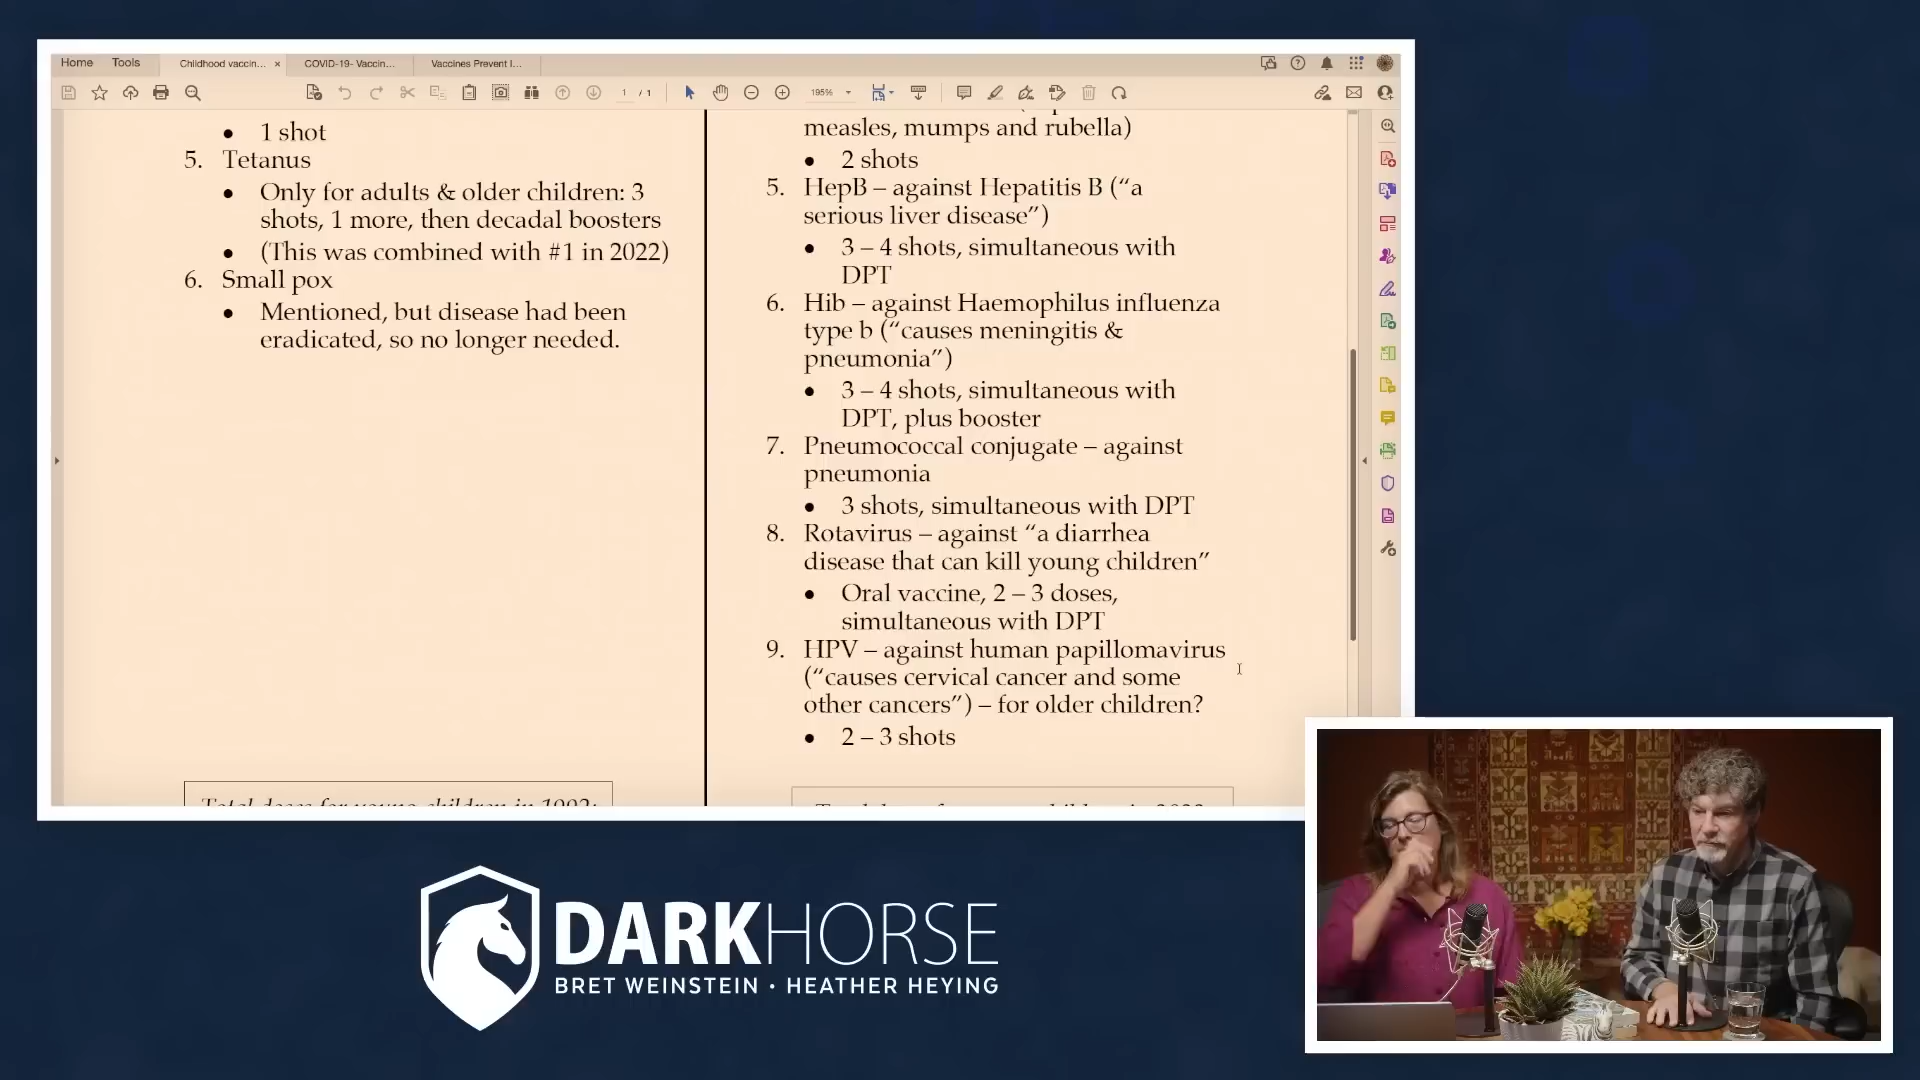 Home Tools Childhood vaccin... × COVID-19- Vaccin... Vaccines Prevent I...
1 / 1 195%
• 1 shot
5. Tetanus
• Only for adults & older children: 3
shots, 1 more, then decadal boosters
• (This was combined with #1 in 2022)
6. Small pox
• Mentioned, but disease had been
eradicated, so no longer needed.
Total doses for young children in 1992:
measles, mumps and rubella)
• 2 shots
5. HepB – against Hepatitis B (“a
serious liver disease”)
• 3 – 4 shots, simultaneous with
DPT
6. Hib – against Haemophilus influenza
type b (“causes meningitis &
pneumonia”)
• 3 – 4 shots, simultaneous with
DPT, plus booster
7. Pneumococcal conjugate – against
pneumonia
• 3 shots, simultaneous with DPT
8. Rotavirus – against “a diarrhea
disease that can kill young children”
• Oral vaccine, 2 – 3 doses,
simultaneous with DPT
9. HPV – against human papillomavirus
(“causes cervical cancer and some
other cancers”) – for older children?
• 2 – 3 shots
DARKHORSE
BRET WEINSTEIN · HEATHER HEYING